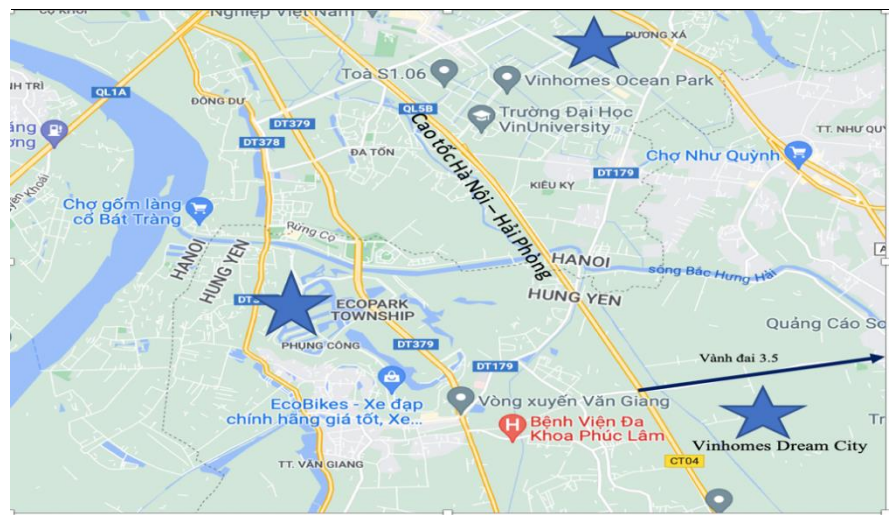 Nghiệp Việt Nam
DƯƠNG XÁ
Toà S1.06
Vinhomes Ocean Park
QL1A
ĐÔNG DƯ
QL5B
Trường Đại Học
VinUniversity
TT. NHƯ QUỲ
DT379
DT378
Cao tốc Hà Nội – Hải Phòng
ĐA TỐN
Chợ Như Quỳnh
DT179
KIÊU KỴ
Chợ gốm làng
cổ Bát Tràng
Rừng Cọ
HANOI
HUNG YEN
HANOI
sông Bắc Hưng Hải
HUNG YEN
ECOPARK
TOWNSHIP
Quảng Cáo
PHỤNG CÔNG
DT379
Vành đai 3.5
DT179
EcoBikes - Xe đạp
chính hãng giá tốt, Xe...
Vòng xuyến Văn Giang
Bệnh Viện Đa
Khoa Phúc Lâm
Vinhomes Dream City
TT. VĂN GIANG
CT04